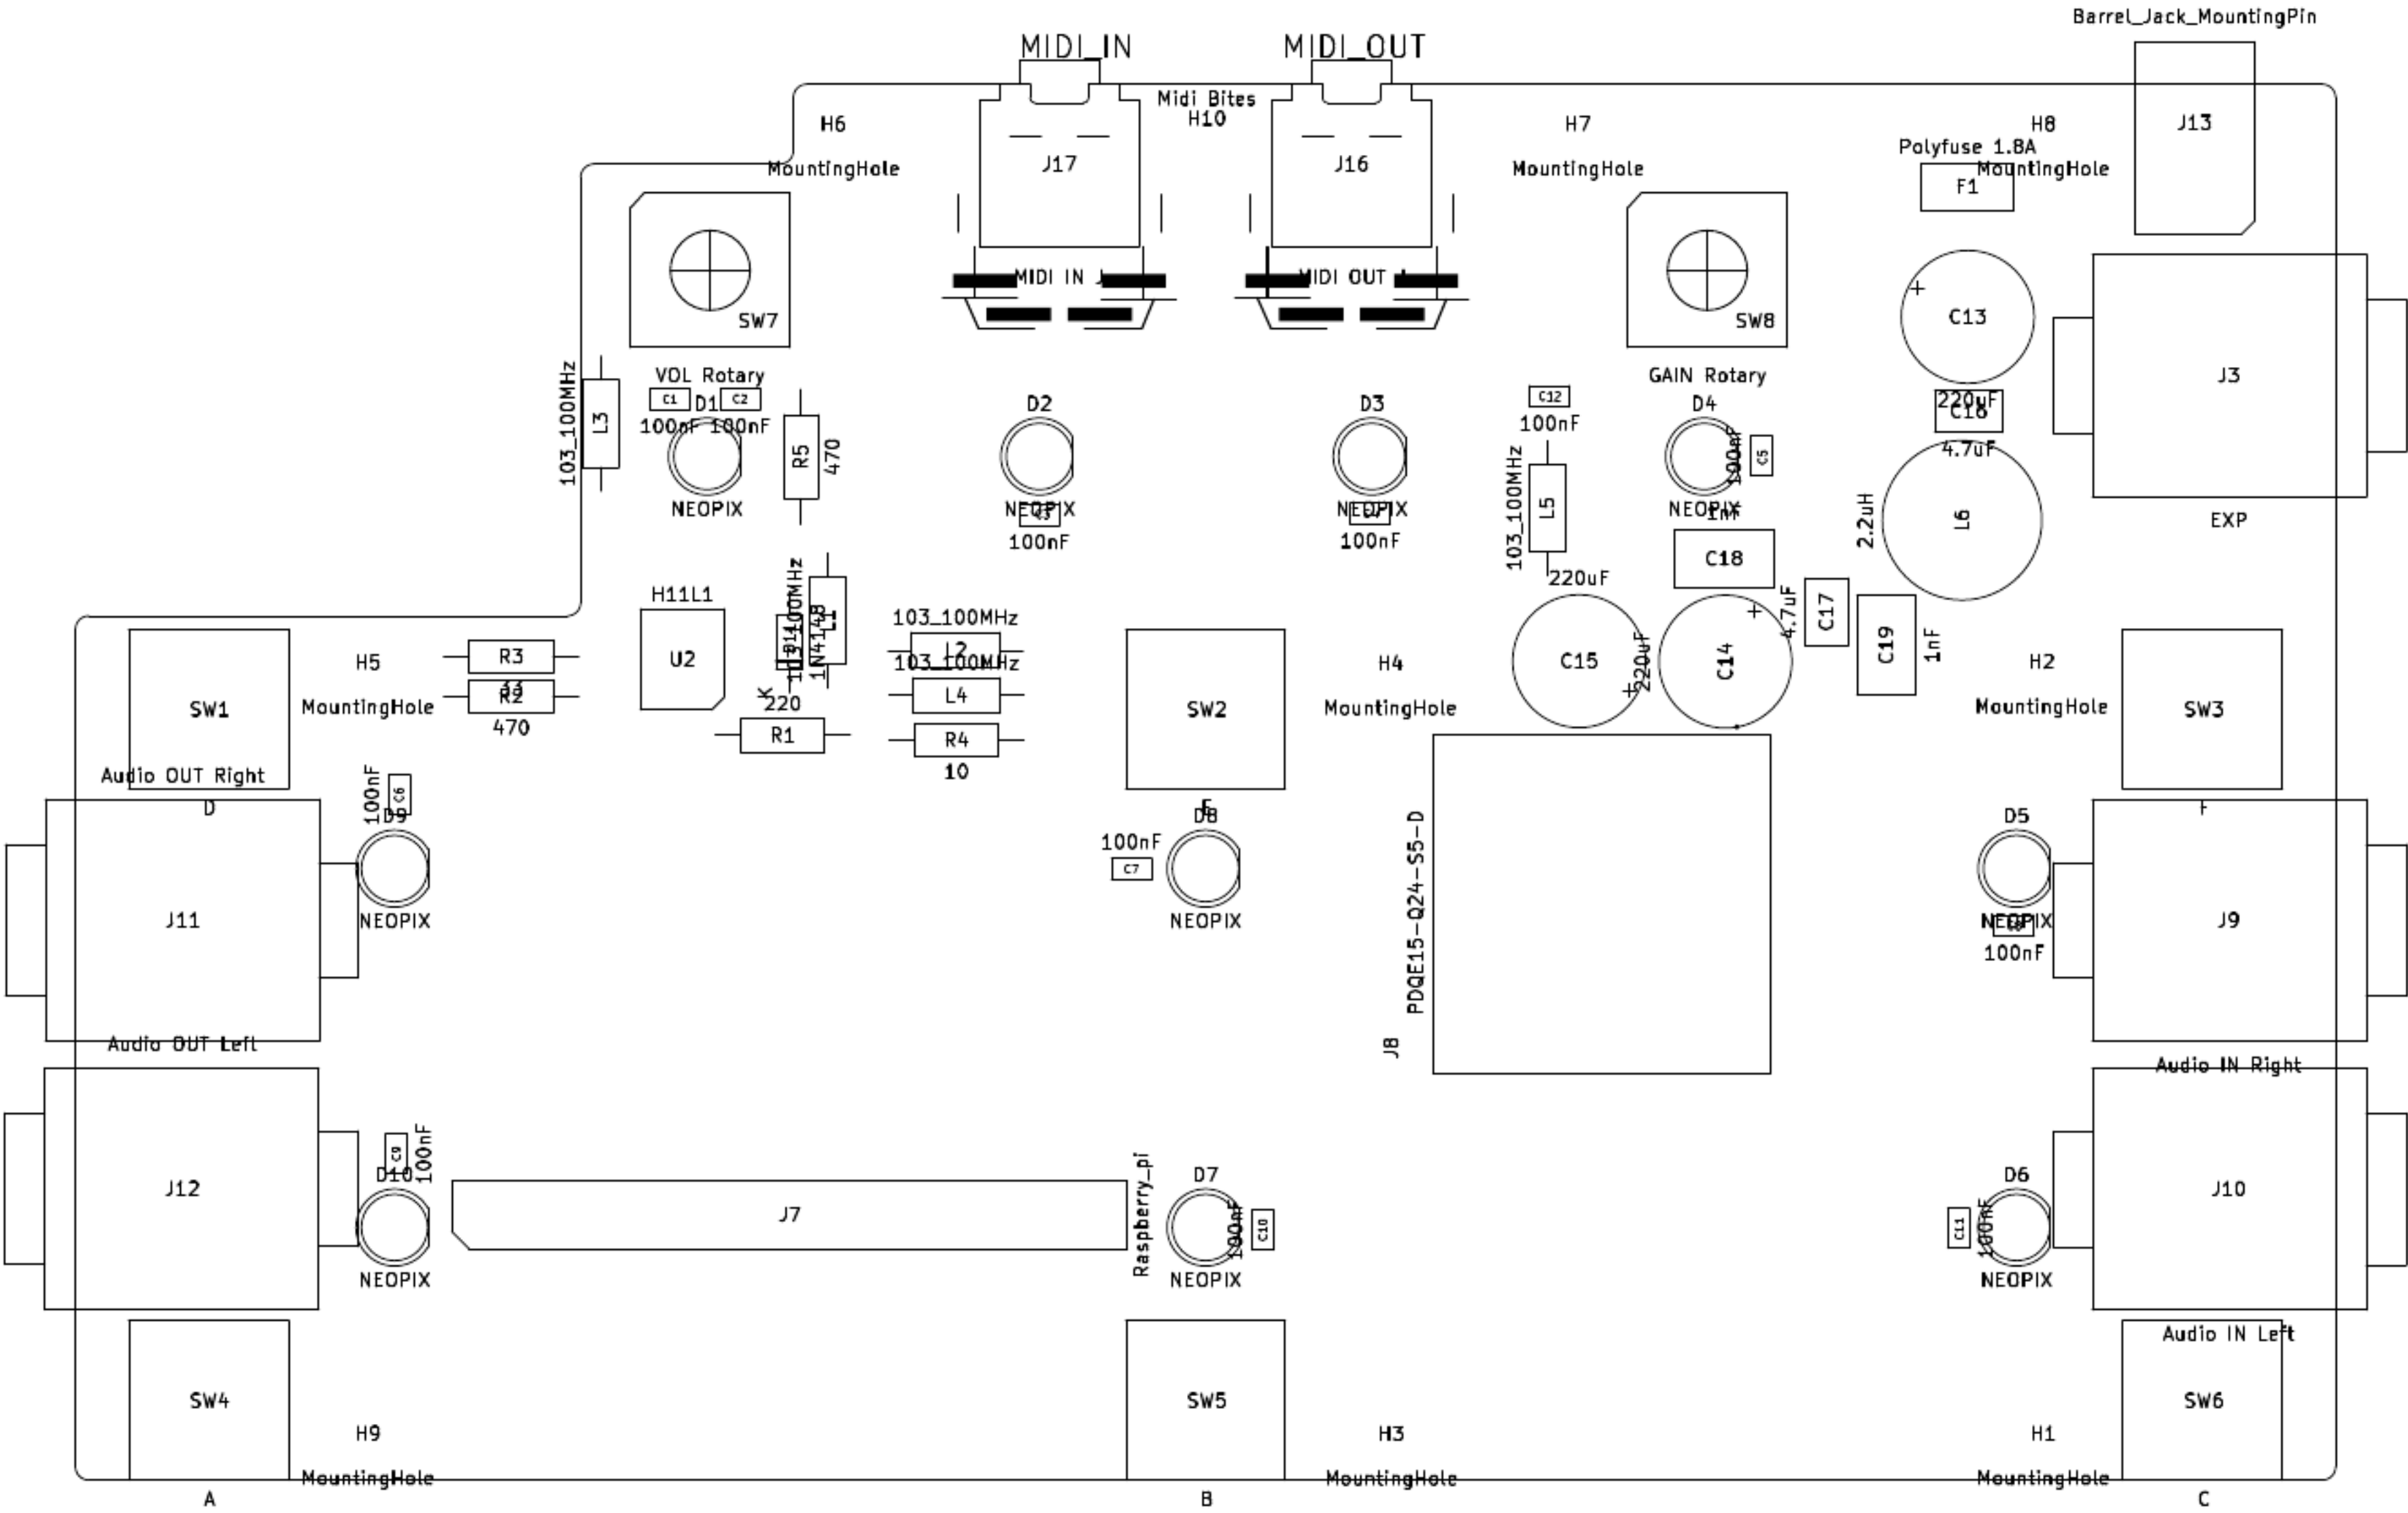 Barrel_Jack_MountingPin
MIDI_IN
MIDI_OUT
Midi Bites
H10
H6
MountingHole
J17
J16
H7
MountingHole
H8
MountingHole
Polyfuse 1.8A
F1
J13
SW7
VOL Rotary
MIDI IN
MIDI OUT
SW8
GAIN Rotary
C13
220uF
C16
4.7uF
J3
EXP
103_100MHz
L3
C1
100nF
C2
100nF
D1
NEOPIX
R5
470
D2
NEOPIX
100nF
D3
NEOPIX
100nF
C12
100nF
103_100MHz
L5
D4
NEOPIX
100nF
C5
1nF
C18
2.2uH
L6
220uF
C15
220uF
C14
4.7uF
C17
C19
1nF
SW1
D
H5
MountingHole
R3
33
R2
470
H11L1
U2
103_100MHz
L1
1N4148
K
220
R1
103_100MHz
L2
103_100MHz
L4
R4
10
SW2
E
H4
MountingHole
H2
MountingHole
SW3
F
Audio OUT Right
J11
100nF
C6
D9
NEOPIX
100nF
C7
D8
NEOPIX
PDQE15-Q24-S5-D
J8
D5
NEOPIX
100nF
J9
Audio IN Right
Audio OUT Left
J12
C9
100nF
D10
NEOPIX
J7
Raspberry_pi
D7
NEOPIX
100nF
C10
C11
100nF
D6
NEOPIX
J10
Audio IN Left
SW4
A
H9
MountingHole
SW5
B
H3
MountingHole
H1
MountingHole
SW6
C